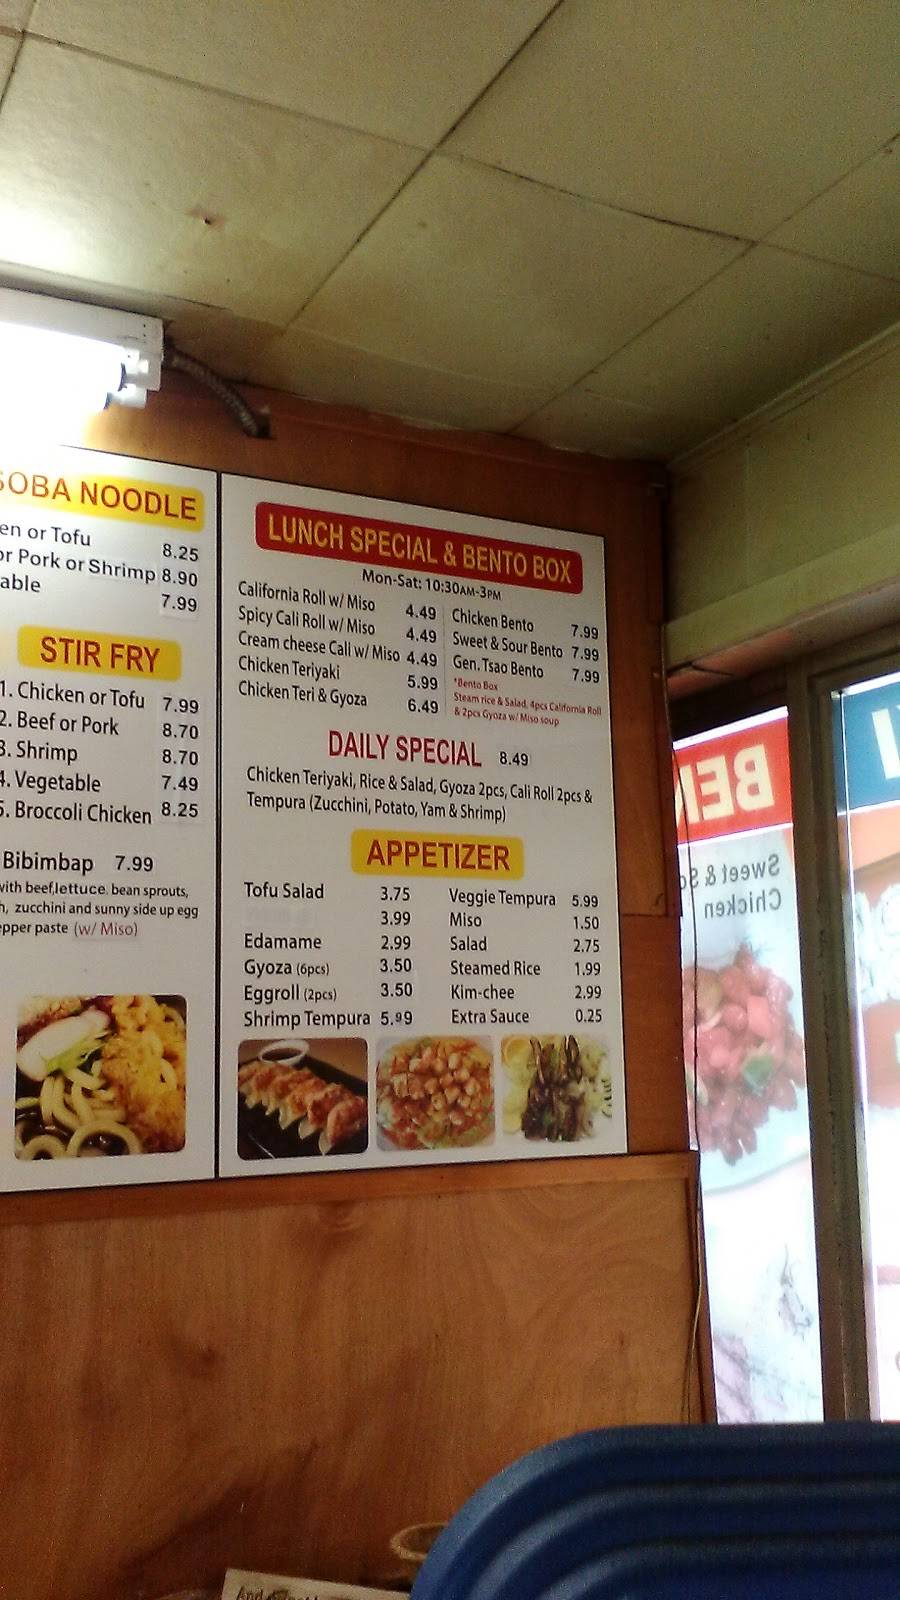 SOBA NOODLE
en or Tofu 8.25
or Pork or Shrimp 8.90
able 7.99
STIR FRY
1. Chicken or Tofu 7.99
2. Beef or Pork 8.70
3. Shrimp 8.70
4. Vegetable 7.49
5. Broccoli Chicken 8.25
Bibimbap 7.99
with beef,lettuce, bean sprouts,
h, zucchini and sunny side up egg
epper paste (w/ Miso)
LUNCH SPECIAL & BENTO BOX
Mon-Sat: 10:30AM-3PM
California Roll w/ Miso 4.49
Spicy Cali Roll w/ Miso 4.49
Cream cheese Cali w/ Miso 4.49
Chicken Teriyaki 5.99
Chicken Teri & Gyoza 6.49
Chicken Bento 7.99
Sweet & Sour Bento 7.99
Gen. Tsao Bento 7.99
*Bento Box
Steam rice & Salad, 4pcs California Roll
& 2pcs Gyoza w/ Miso soup
DAILY SPECIAL 8.49
Chicken Teriyaki, Rice & Salad, Gyoza 2pcs, Cali Roll 2pcs &
Tempura (Zucchini, Potato, Yam & Shrimp)
APPETIZER
Tofu Salad 3.75
3.99
Edamame 2.99
Gyoza (6pcs) 3.50
Eggroll (2pcs) 3.50
Shrimp Tempura 5.99
Veggie Tempura 5.99
Miso 1.50
Salad 2.75
Steamed Rice 1.99
Kim-chee 2.99
Extra Sauce 0.25
BEN
Sweet & So
Chicken
And